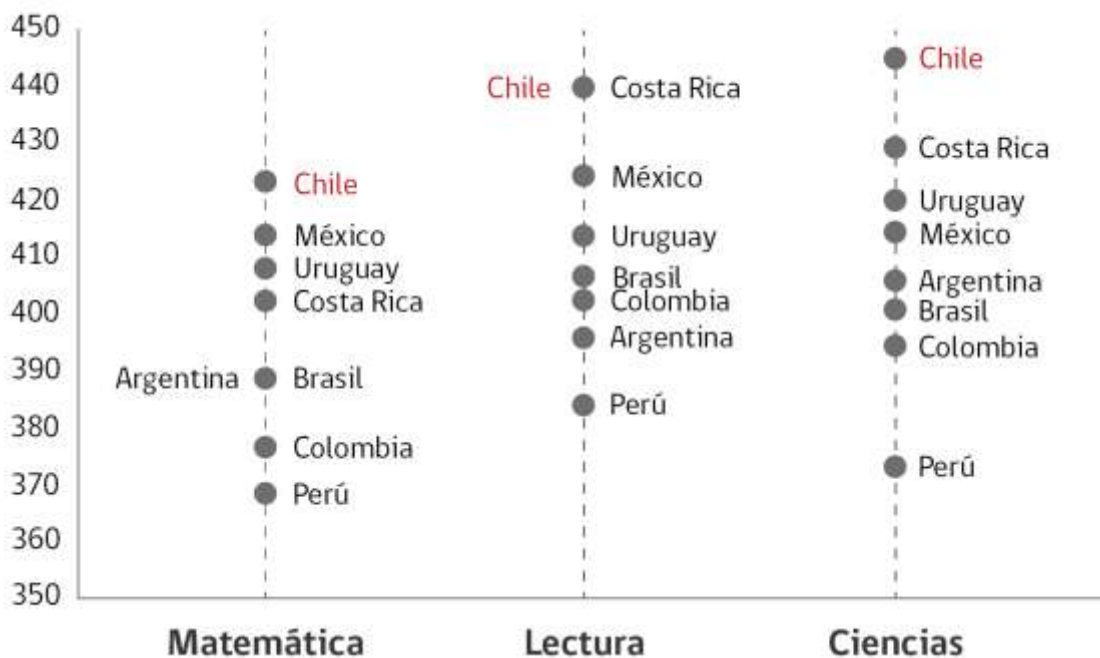 450
440
430
420
410
400
390
380
370
360
350
Chile
México
Uruguay
Costa Rica
Argentina Brasil
Colombia
Perú
Matemática
Chile Costa Rica
México
Uruguay
Brasil
Colombia
Argentina
Perú
Lectura
Chile
Costa Rica
Uruguay
México
Argentina
Brasil
Colombia
Perú
Ciencias